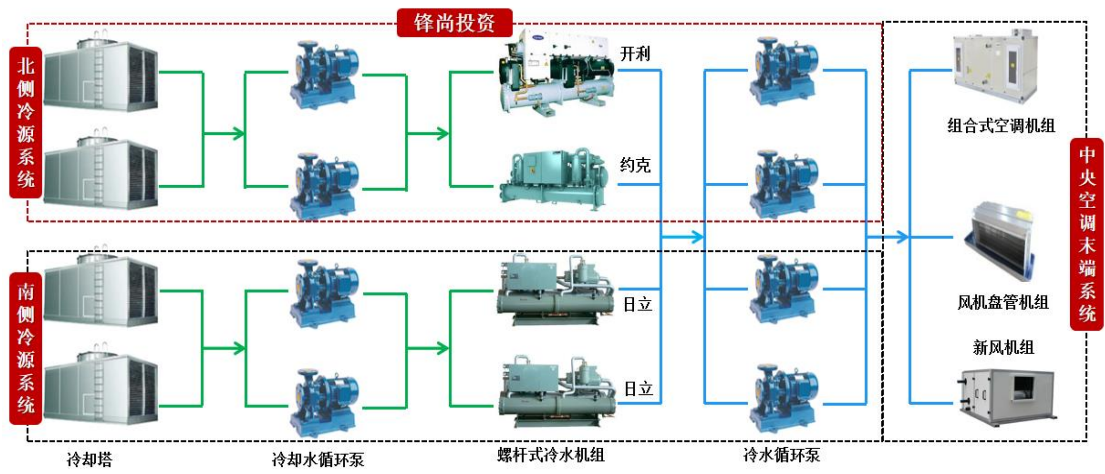 锋尚投资
北侧冷源系统
开利
约克
组合式空调机组
中央空调末端系统
风机盘管机组
南侧冷源系统
日立
日立
新风机组
冷却塔
冷却水循环泵
螺杆式冷水机组
冷水循环泵